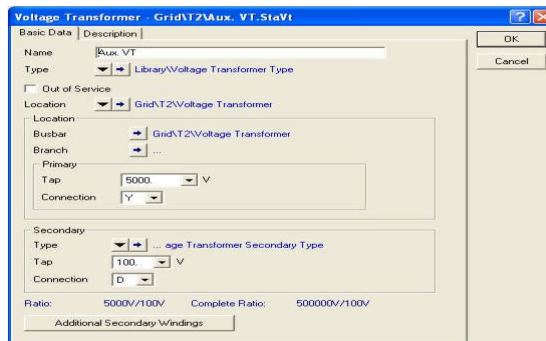 Voltage Transformer - Grid\T2\Aux. VT.StaVt
Basic Data Description
OK
Cancel
Name Aux. VT
Type Library\Voltage Transformer Type
Out of Service
Location Grid\T2\Voltage Transformer
Location
Busbar Grid\T2\Voltage Transformer
Branch ...
Primary
Tap 5000. V
Connection Y
Secondary
Type ... age Transformer Secondary Type
Tap 100. V
Connection D
Ratio: 5000V/100V Complete Ratio: 500000V/100V
Additional Secondary Windings